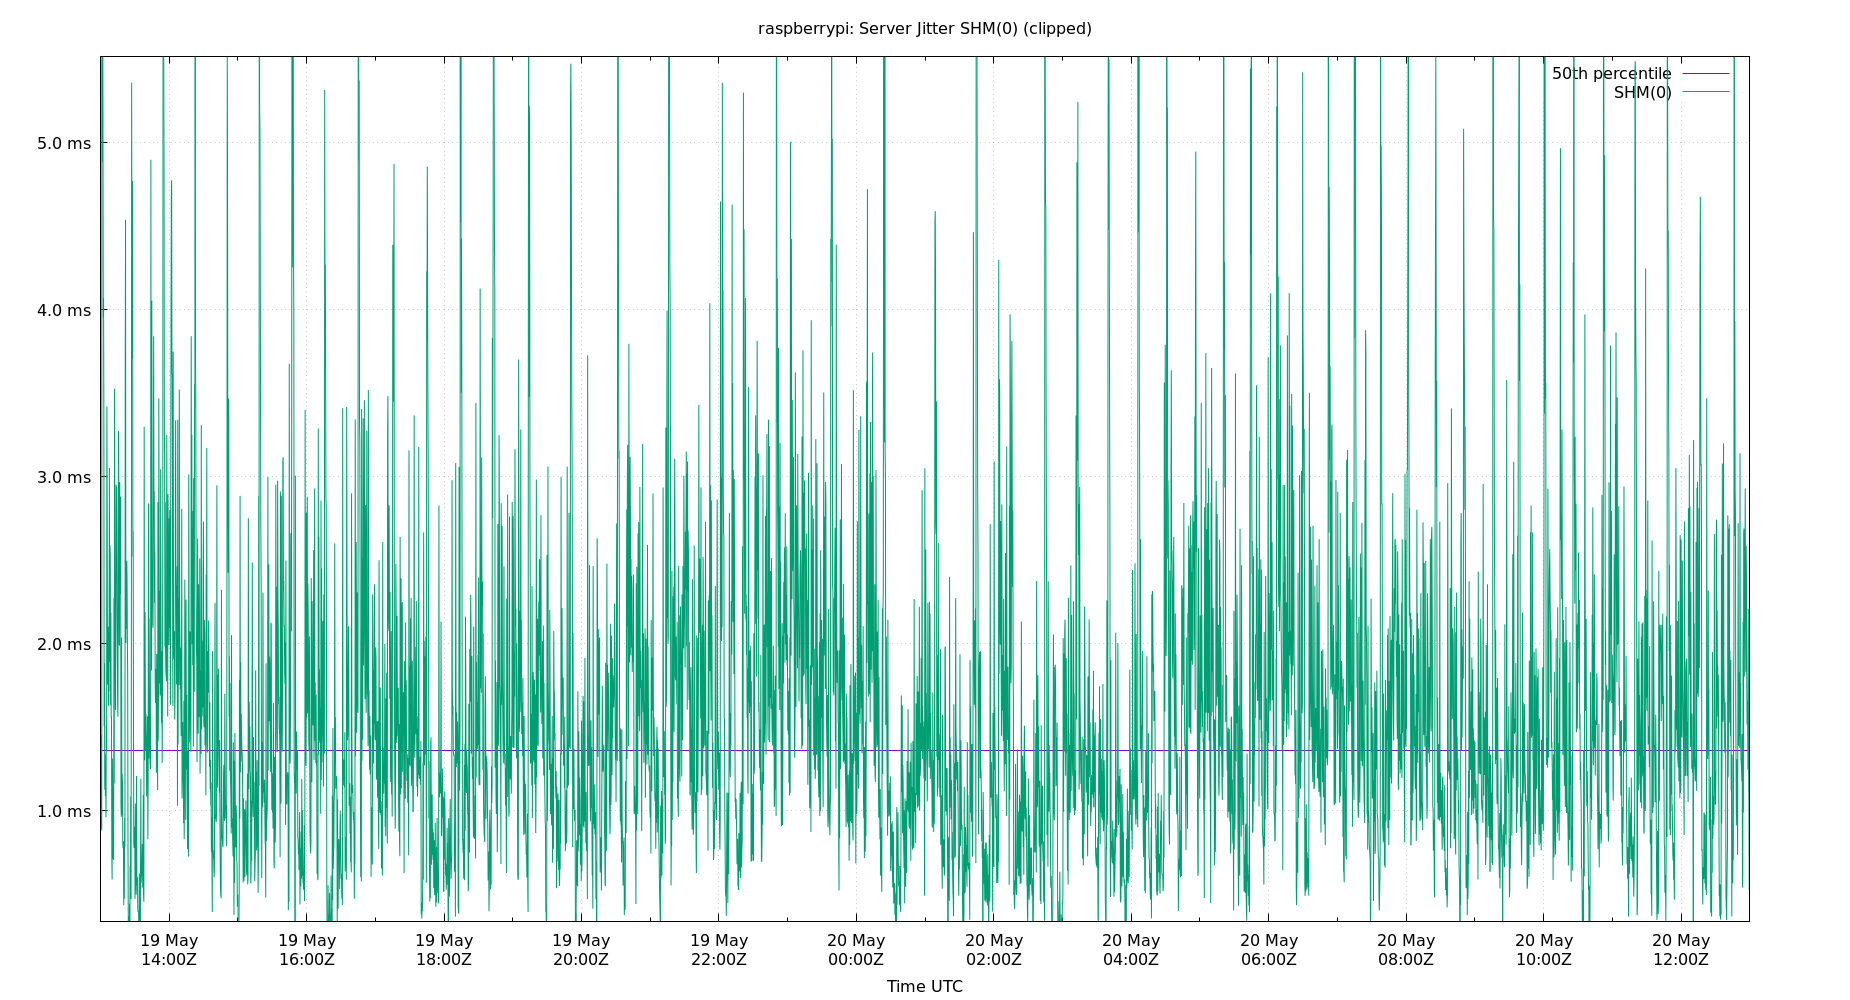 raspberrypi: Server Jitter SHM(0) (clipped)
50th percentile
SHM(0)
5.0 ms
4.0 ms
3.0 ms
2.0 ms
1.0 ms
19 May 19 May 19 May 19 May 19 May 20 May 20 May 20 May 20 May 20 May 20 May 20 May
14:00Z 16:00Z 18:00Z 20:00Z 22:00Z 00:00Z 02:00Z 04:00Z 06:00Z 08:00Z 10:00Z 12:00Z
Time UTC